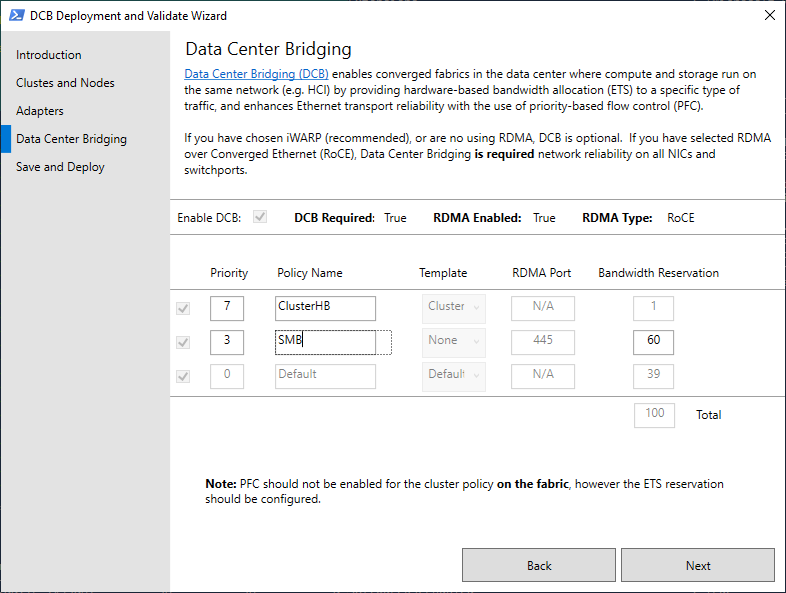 DCB Deployment and Validate Wizard
Introduction
Clustes and Nodes
Adapters
Data Center Bridging
Save and Deploy
Data Center Bridging
Data Center Bridging (DCB) enables converged fabrics in the data center where compute and storage run on
the same network (e.g. HCI) by providing hardware-based bandwidth allocation (ETS) to a specific type of
traffic, and enhances Ethernet transport reliability with the use of priority-based flow control (PFC).
If you have chosen iWARP (recommended), or are no using RDMA, DCB is optional.  If you have selected RDMA
over Converged Ethernet (RoCE), Data Center Bridging is required network reliability on all NICs and
switchports.
Enable DCB: DCB Required: True RDMA Enabled: True RDMA Type: RoCE
Priority Policy Name Template RDMA Port Bandwidth Reservation
7 ClusterHB Cluster N/A 1
3 SMB None 445 60
0 Default Default N/A 39
100 Total
Note: PFC should not be enabled for the cluster policy on the fabric, however the ETS reservation
should be configured.
Back Next